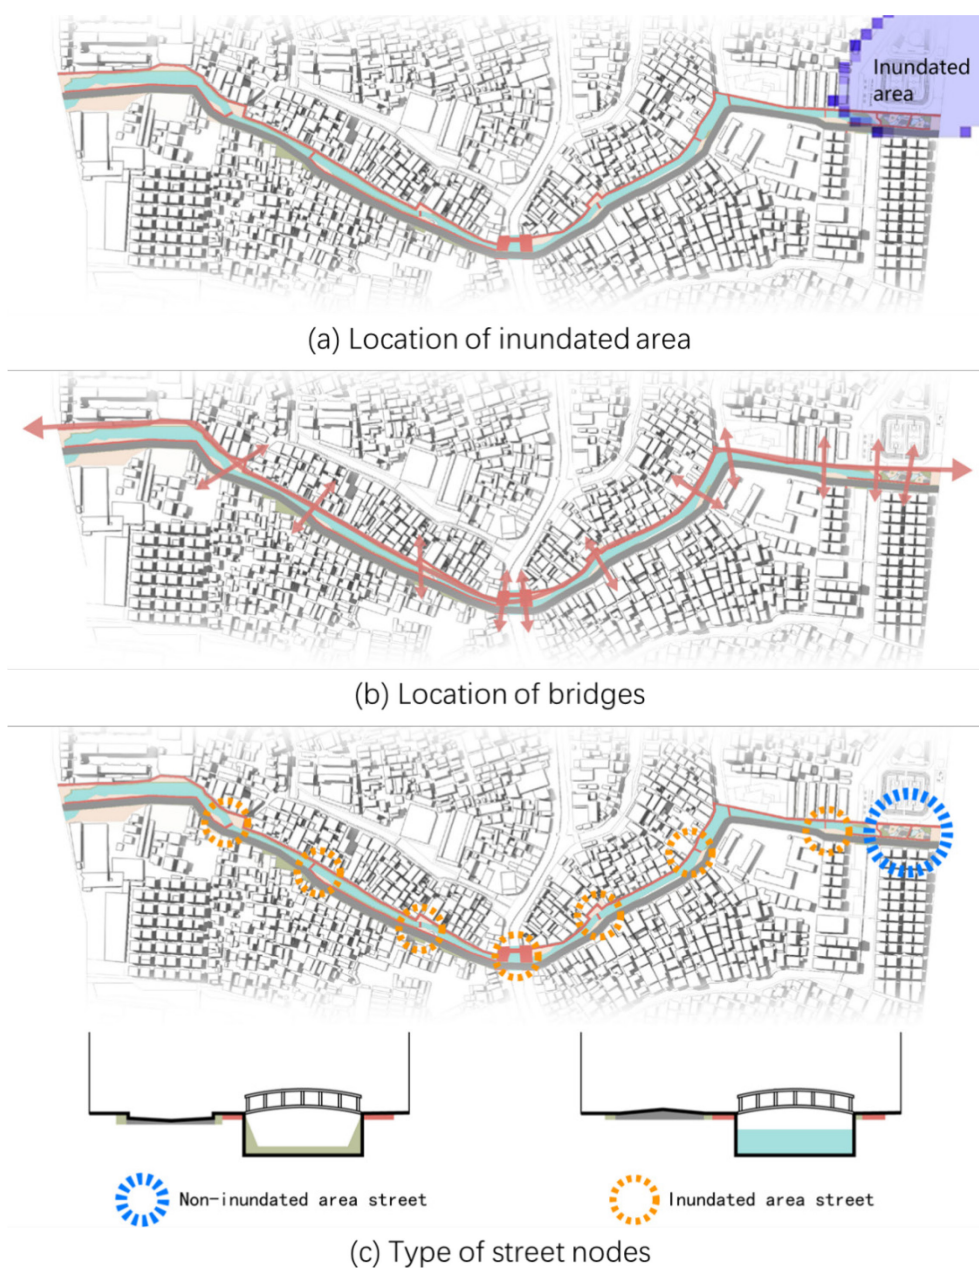 Inundated
area
(a) Location of inundated area
(b) Location of bridges
Non-inundated area street
Inundated area street
(c) Type of street nodes